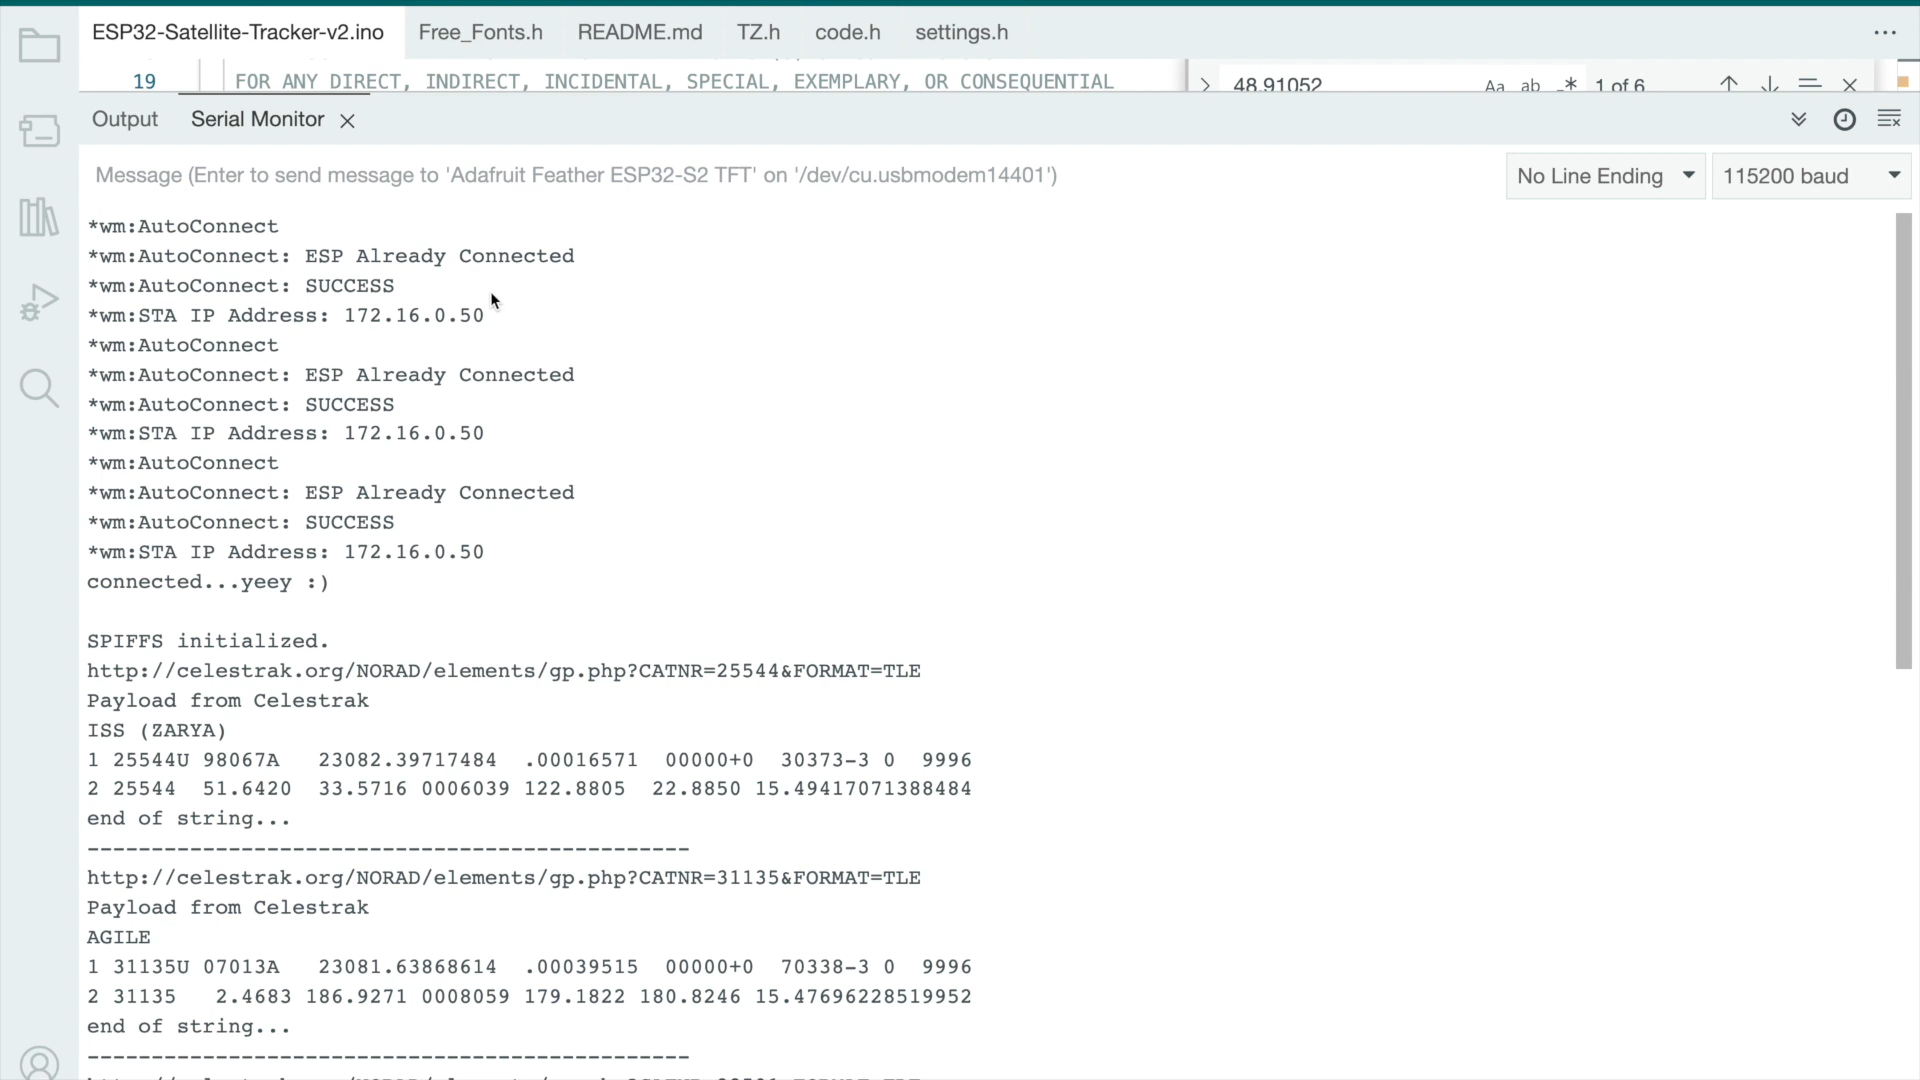 ESP32-Satellite-Tracker-v2.ino Free_Fonts.h README.md TZ.h code.h settings.h ...
19 FOR ANY DIRECT, INDIRECT, INCIDENTAL, SPECIAL, EXEMPLARY, OR CONSEQUENTIAL
48.91052 Aa ab .* 1 of 6
Output Serial Monitor
Message (Enter to send message to 'Adafruit Feather ESP32-S2 TFT' on '/dev/cu.usbmodem14401') No Line Ending 115200 baud
*wm:AutoConnect
*wm:AutoConnect: ESP Already Connected
*wm:AutoConnect: SUCCESS
*wm:STA IP Address: 172.16.0.50
*wm:AutoConnect
*wm:AutoConnect: ESP Already Connected
*wm:AutoConnect: SUCCESS
*wm:STA IP Address: 172.16.0.50
*wm:AutoConnect
*wm:AutoConnect: ESP Already Connected
*wm:AutoConnect: SUCCESS
*wm:STA IP Address: 172.16.0.50
connected...yeey :)
SPIFFS initialized.
http://celestrak.org/NORAD/elements/gp.php?CATNR=25544&FORMAT=TLE
Payload from Celestrak
ISS (ZARYA)
1 25544U 98067A   23082.39717484  .00016571  00000+0  30373-3 0  9996
2 25544  51.6420  33.5716 0006039 122.8805  22.8850 15.49417071388484
end of string...
-----------------------------------------------
http://celestrak.org/NORAD/elements/gp.php?CATNR=31135&FORMAT=TLE
Payload from Celestrak
AGILE
1 31135U 07013A   23081.63868614  .00039515  00000+0  70338-3 0  9996
2 31135   2.4683 186.9271 0008059 179.1822 180.8246 15.47696228519952
end of string...
-----------------------------------------------